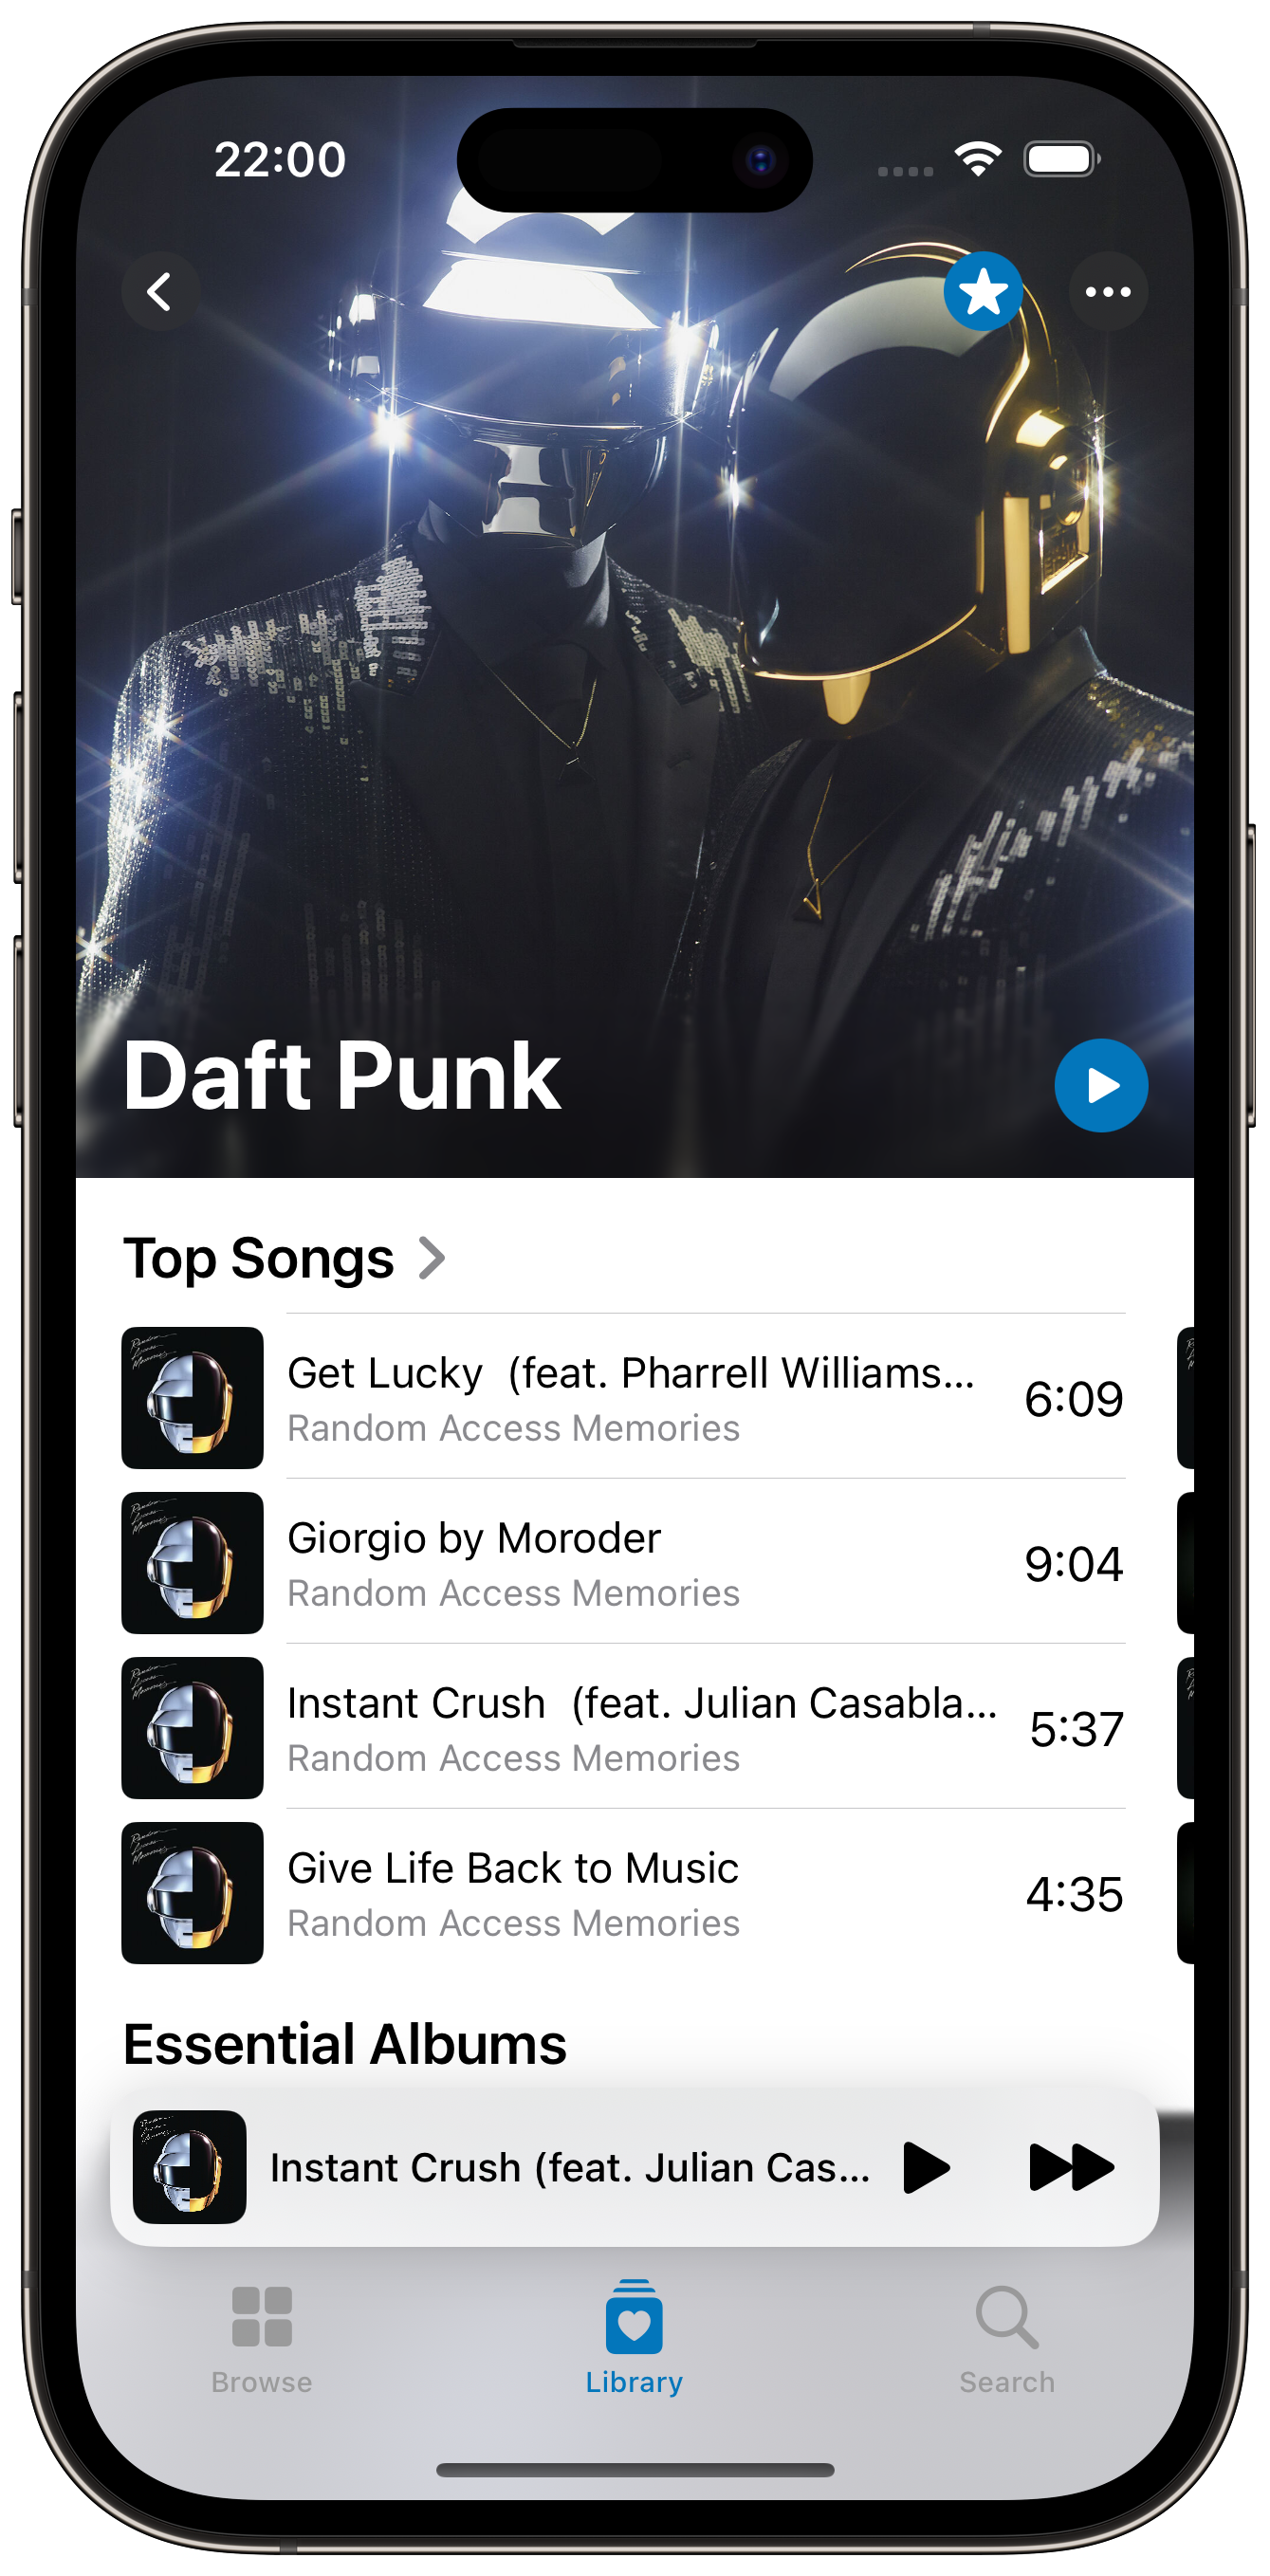 22:00
Daft Punk
Top Songs
Get Lucky (feat. Pharrell Williams...
Random Access Memories
6:09
Giorgio by Moroder
Random Access Memories
9:04
Instant Crush (feat. Julian Casabla...
Random Access Memories
5:37
Give Life Back to Music
Random Access Memories
4:35
Essential Albums
Instant Crush (feat. Julian Cas...
Browse
Library
Search